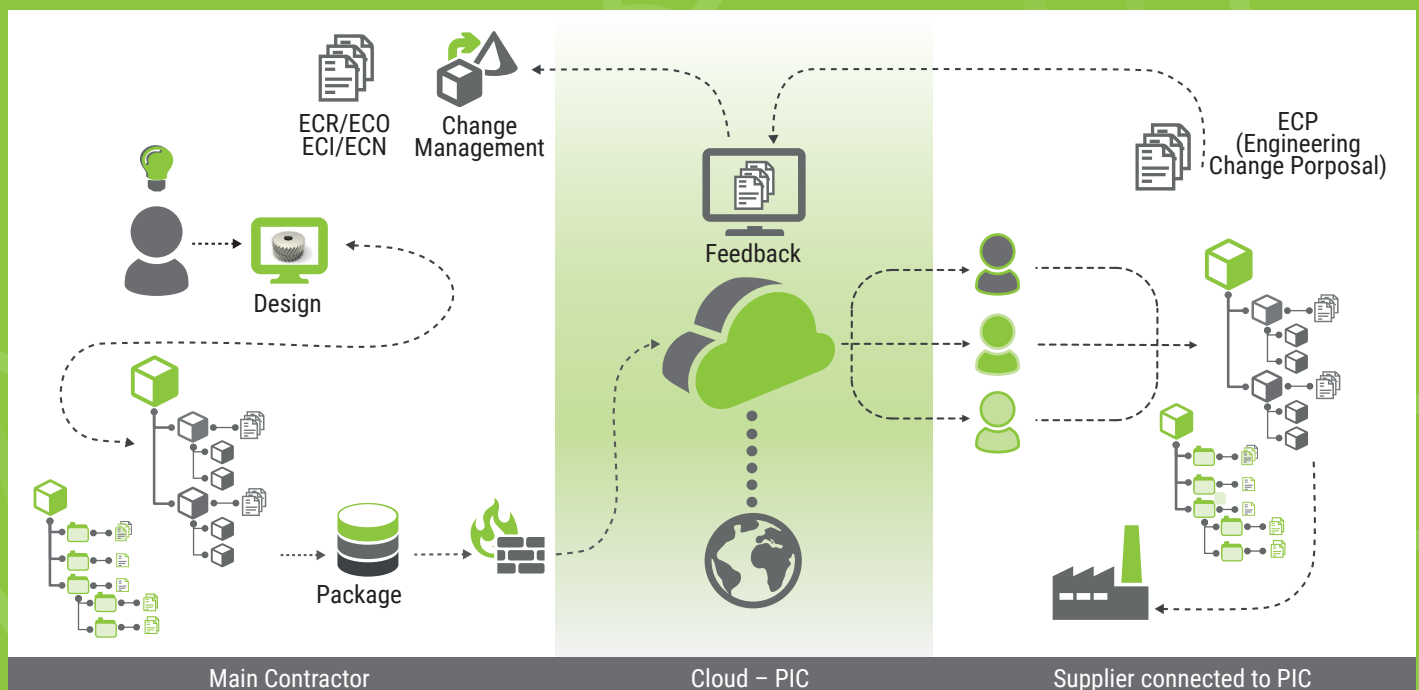 ECR/ECO
ECI/ECN
Change
Management
ECP
(Engineering
Change Porposal)
Feedback
Design
Package
Main Contractor
Cloud – PIC
Supplier connected to PIC